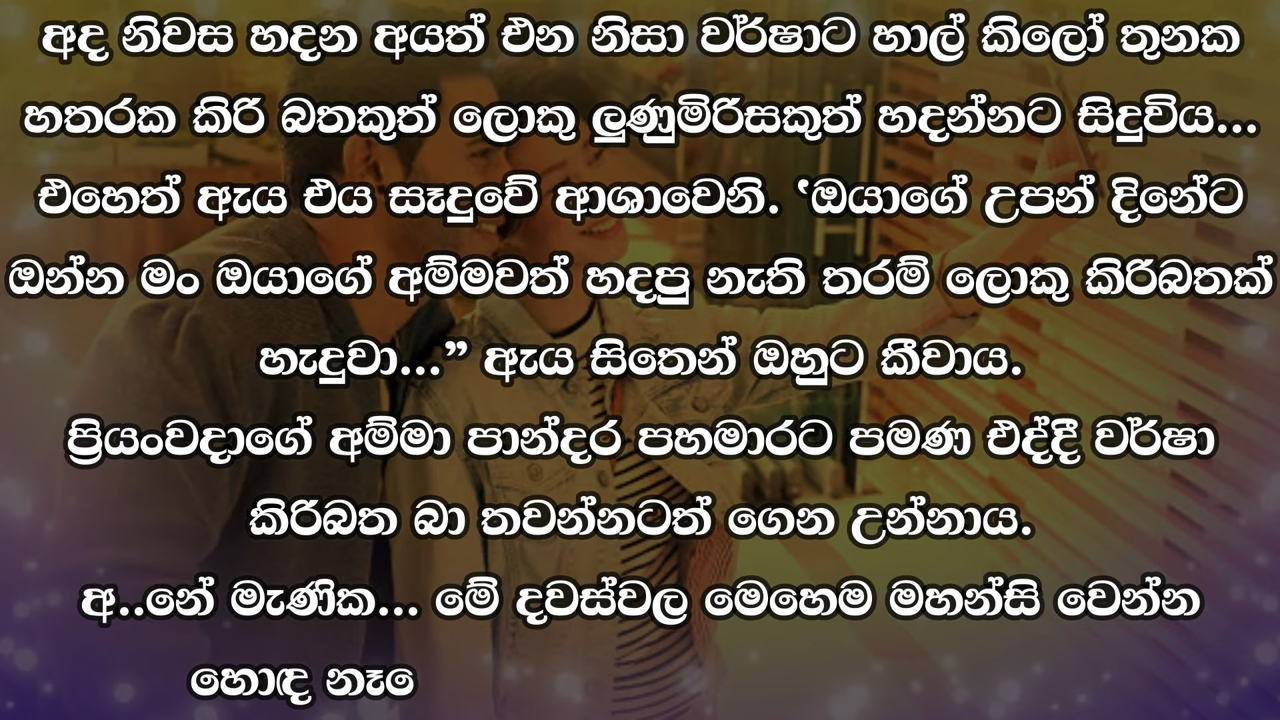 අද නිවස හදන අයත් එන නිසා වර්ෂාට හාල් කිලෝ තුනක
හතරක කිරි බතකුත් ලොකු ලුණුමිරිසකුත් හදන්නට සිදුවිය...
එහෙත් ඇය එය සෑදුවේ ආශාවෙනි. ‛ඔයාගේ උපන් දිනේට
ඔන්න මං ඔයාගේ අම්මවත් හදපු නැති තරම් ලොකු කිරිබතක්
හැදුවා...” ඇය සිතෙන් ඔහුට කීවාය.
ප්‍රියංවදාගේ අම්මා පාන්දර පහමාරට පමණ එද්දී වර්ෂා
කිරිබත බා තවන්නටත් ගෙන උන්නාය.
අ..නේ මැණික... මේ දවස්වල මෙහෙම මහන්සි වෙන්න
හොඳ නෑෙ